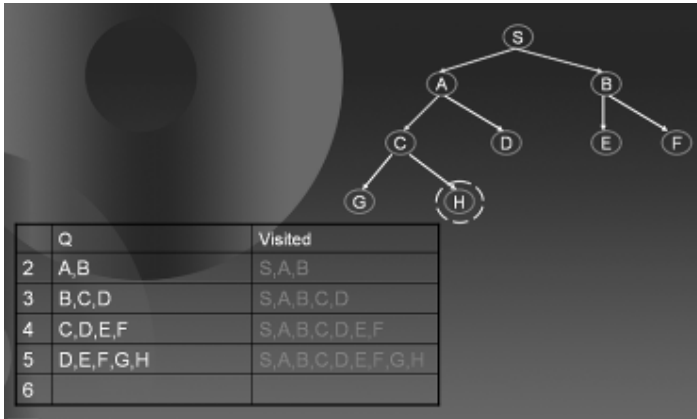 S
A B
C D E F
G H
Q Visited
2 A,B S,A,B
3 B,C,D S,A,B,C,D
4 C,D,E,F S,A,B,C,D,E,F
5 D,E,F,G,H S,A,B,C,D,E,F,G,H
6